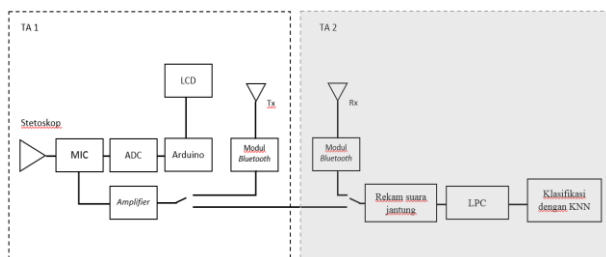 TA 1
LCD
Tx
Stetoskop
MIC
ADC
Arduino
Modul
Bluetooth
Amplifier
TA 2
Rx
Modul
Bluetooth
Rekam suara
jantung
LPC
Klasifikasi
dengan KNN